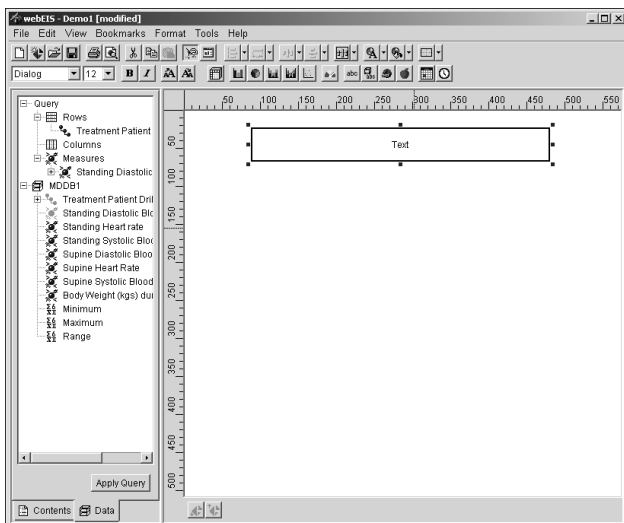 webEIS - Demo1 [modified]
File Edit View Bookmarks Format Tools Help
Dialog 12 B I abc
50 100 150 200 250 300 350 400 450 500 550
Query
Rows
Treatment Patient
Columns
Measures
Standing Diastolic
MDDB1
Treatment Patient Dril
Standing Diastolic Blo
Standing Heart rate
Standing Systolic Bloo
Supine Diastolic Bloo
Supine Heart Rate
Supine Systolic Blood
Body Weight (kgs) dur
Minimum
Maximum
Range
Text
50
100
150
200
250
300
350
400
450
500
Apply Query
Contents Data